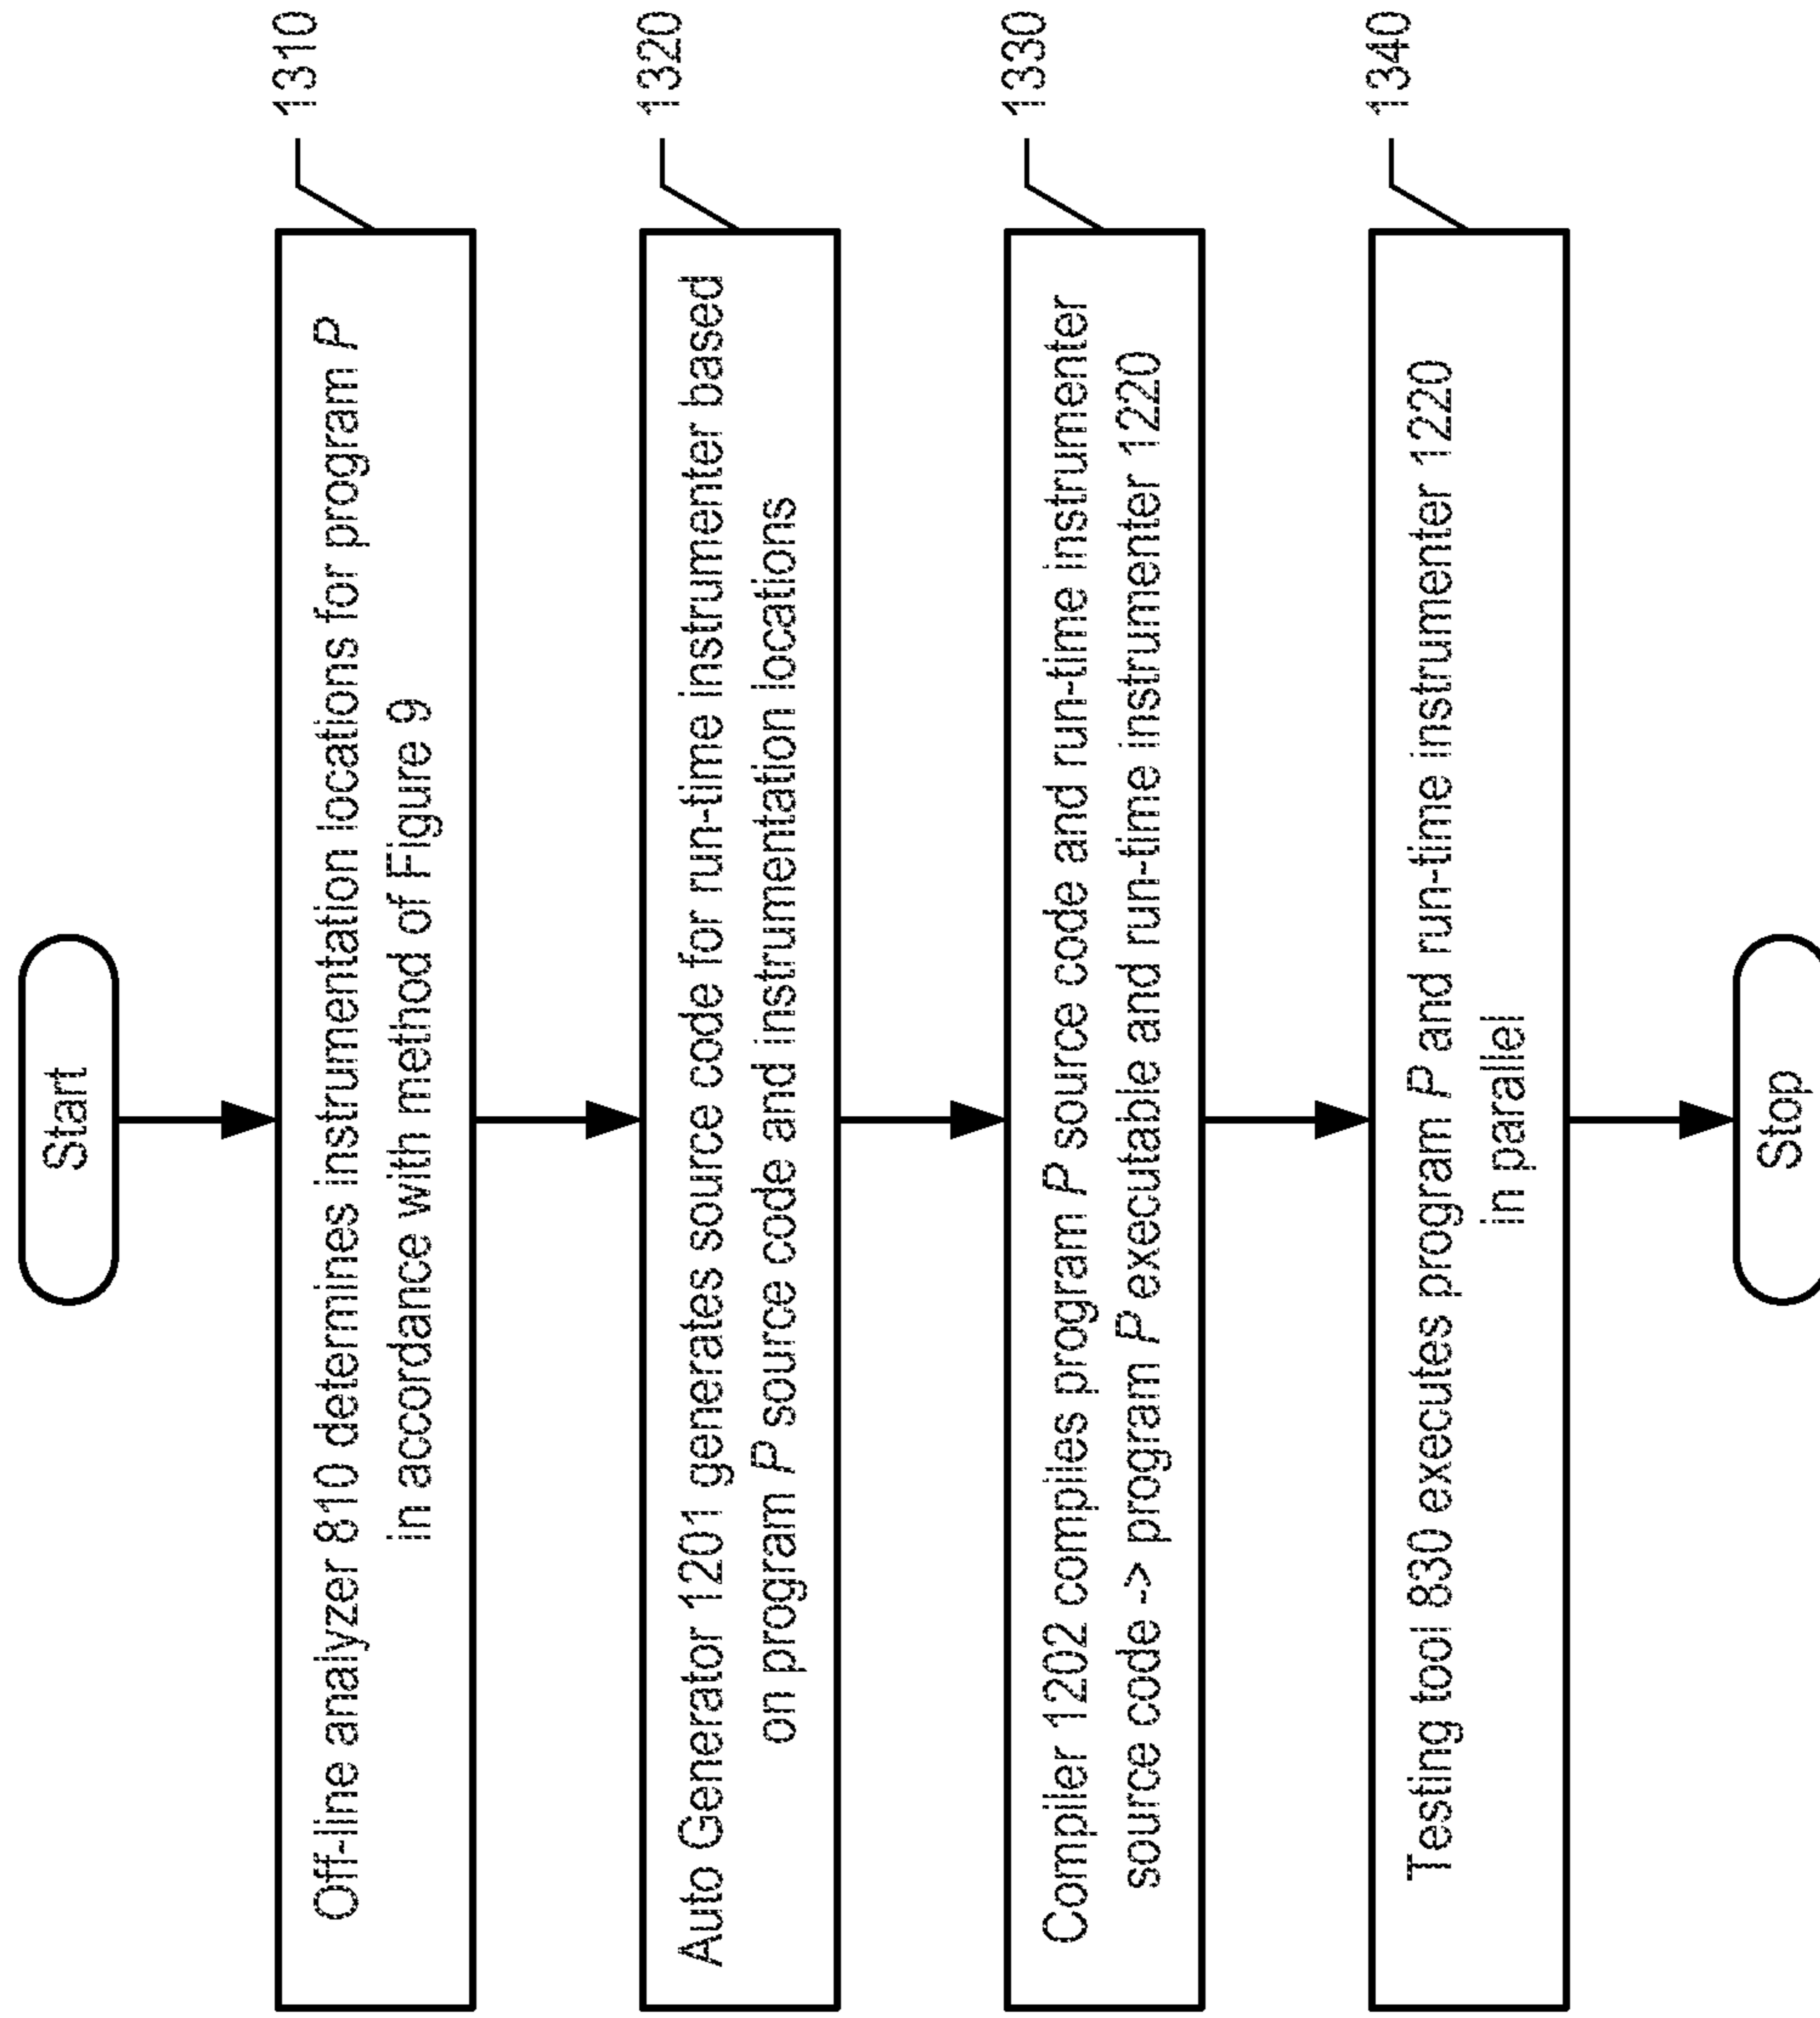 Start
1310
Off-line analyzer 810 determines instrumentation locations for program P
in accordance with method of Figure 9
1320
Auto Generator 1201 generates source code for run-time instrumenter based
on program P source code and instrumentation locations
1330
Complier 1202 complies program P source code and run-time instrumenter
source code -> program P executable and run-time instrumenter 1220
1340
Testing tool 830 executes program P and run-time instrumenter 1220
in parallel
Stop